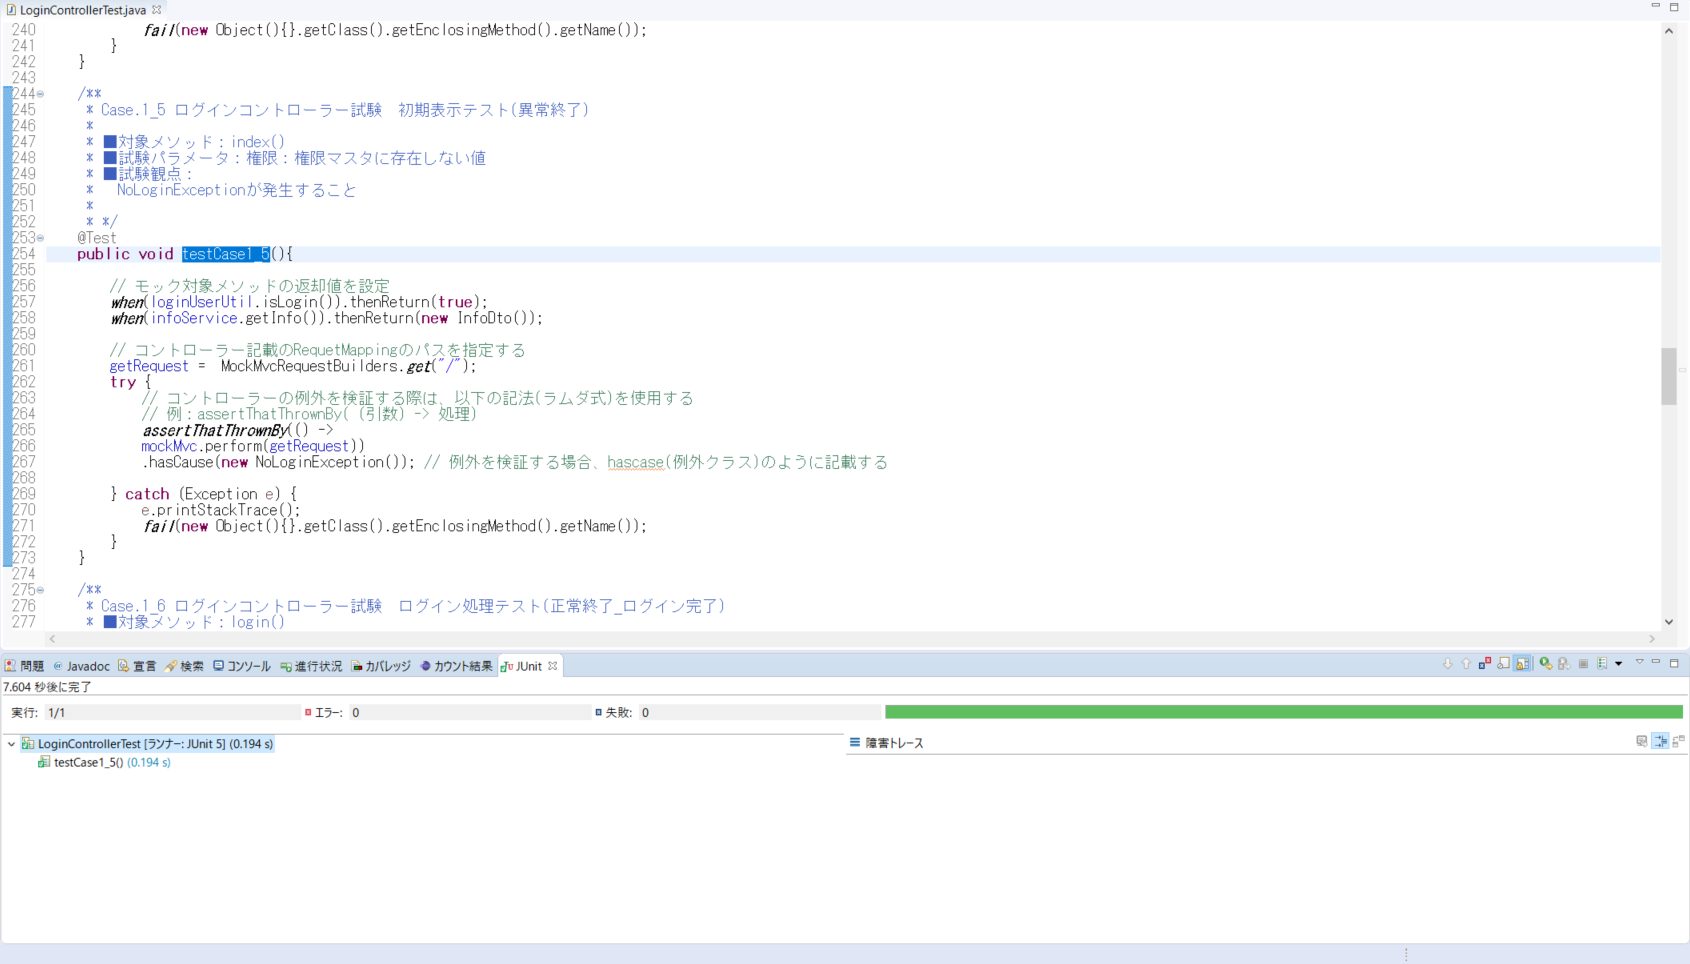 LoginControllerTest.java
240 fail(new Object(){}.getClass().getEnclosingMethod().getName());
241 }
242 }
243
244 /**
245 * Case.1_5 ログインコントローラー試験　初期表示テスト(異常終了)
246 *
247 * ■対象メソッド：index()
248 * ■試験パラメータ：権限：権限マスタに存在しない値
249 * ■試験観点：
250 * NoLoginExceptionが発生すること
251 *
252 * */
253 @Test
254 public void testCase1_5(){
255
256 // モック対象メソッドの返却値を設定
257 when(loginUserUtil.isLogin()).thenReturn(true);
258 when(infoService.getInfo()).thenReturn(new InfoDto());
259
260 // コントローラー記載のRequetMappingのパスを指定する
261 getRequest = MockMvcRequestBuilders.get("/");
262 try {
263 // コントローラーの例外を検証する際は、以下の記法(ラムダ式)を使用する
264 // 例：assertThatThrownBy( (引数) -> 処理)
265 assertThatThrownBy(() ->
266 mockMvc.perform(getRequest))
267 .hasCause(new NoLoginException()); // 例外を検証する場合、hascase(例外クラス)のように記載する
268
269 } catch (Exception e) {
270 e.printStackTrace();
271 fail(new Object(){}.getClass().getEnclosingMethod().getName());
272 }
273 }
274
275 /**
276 * Case.1_6 ログインコントローラー試験　ログイン処理テスト(正常終了_ログイン完了)
277 * ■対象メソッド：login()
問題 @ Javadoc 宣言 検索 コンソール 進行状況 カバレッジ カウント結果 JUnit
7.604 秒後に完了
実行: 1/1 エラー: 0 失敗: 0
LoginControllerTest [ランナー: JUnit 5] (0.194 s)
障害トレース
testCase1_5() (0.194 s)